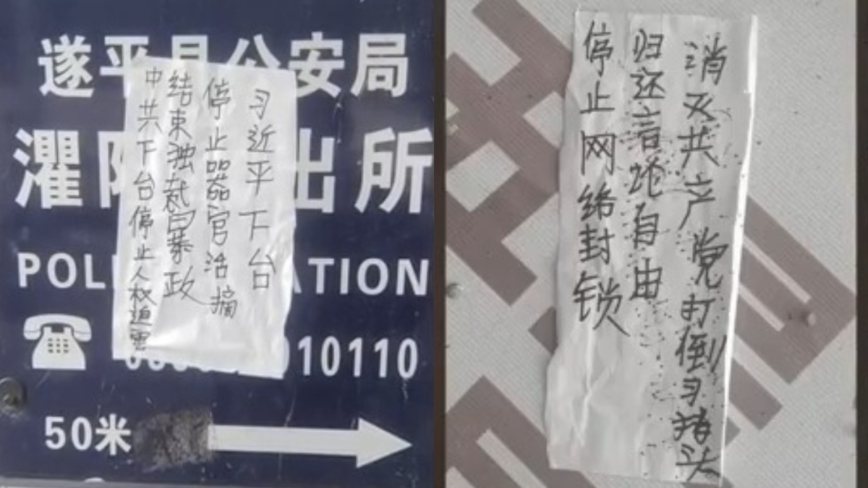 遂平县公安局
灌 出所
POL ATION
010110
50米
习近平下台
停止器官活摘
结束独裁暴政
中共下台停止人权迫害
消灭共产党打倒习猪头
归还言论自由
停止网络封锁